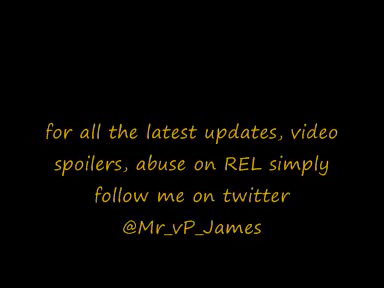 for all the latest updates, video
spoilers, abuse on REL simply
follow me on twitter
@Mr_vP_James